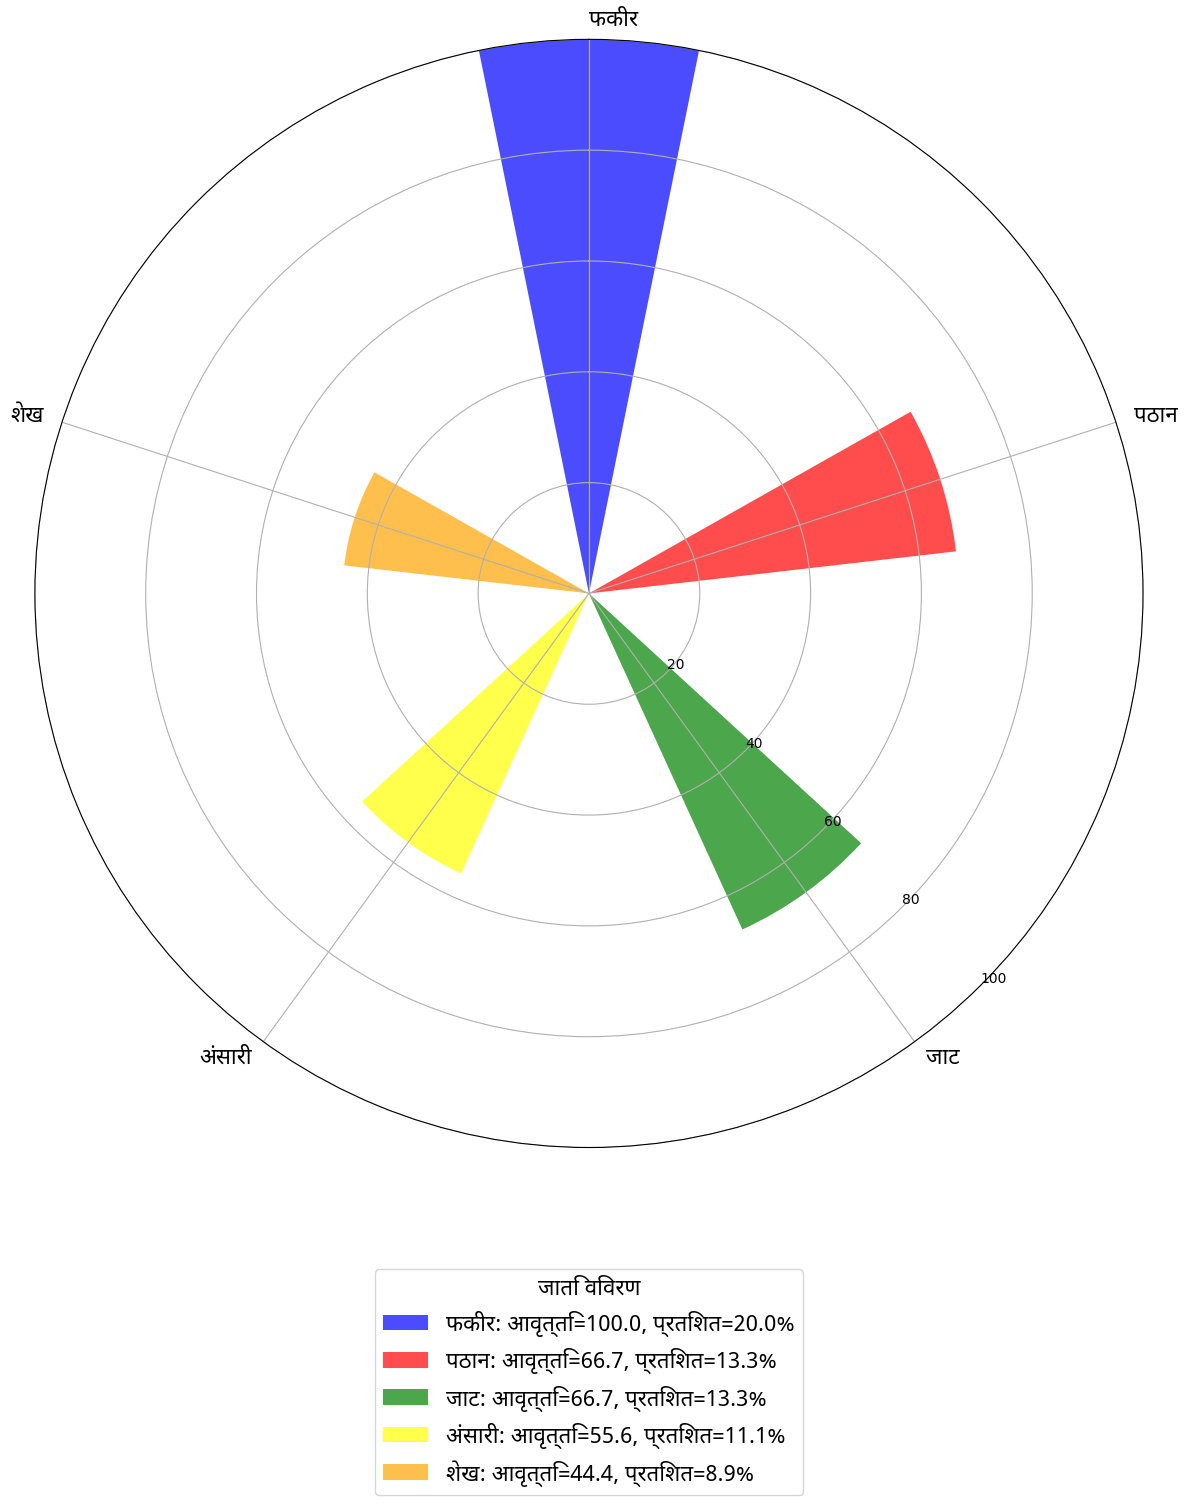 फकीर
शेख
पठान
20
40
60
80
100
अंसारी
जाट
जाति विवरण
फकीर: आवृत्ति=100.0, प्रतिशत=20.0%
पठान: आवृत्ति=66.7, प्रतिशत=13.3%
जाट: आवृत्ति=66.7, प्रतिशत=13.3%
अंसारी: आवृत्ति=55.6, प्रतिशत=11.1%
शेख: आवृत्ति=44.4, प्रतिशत=8.9%